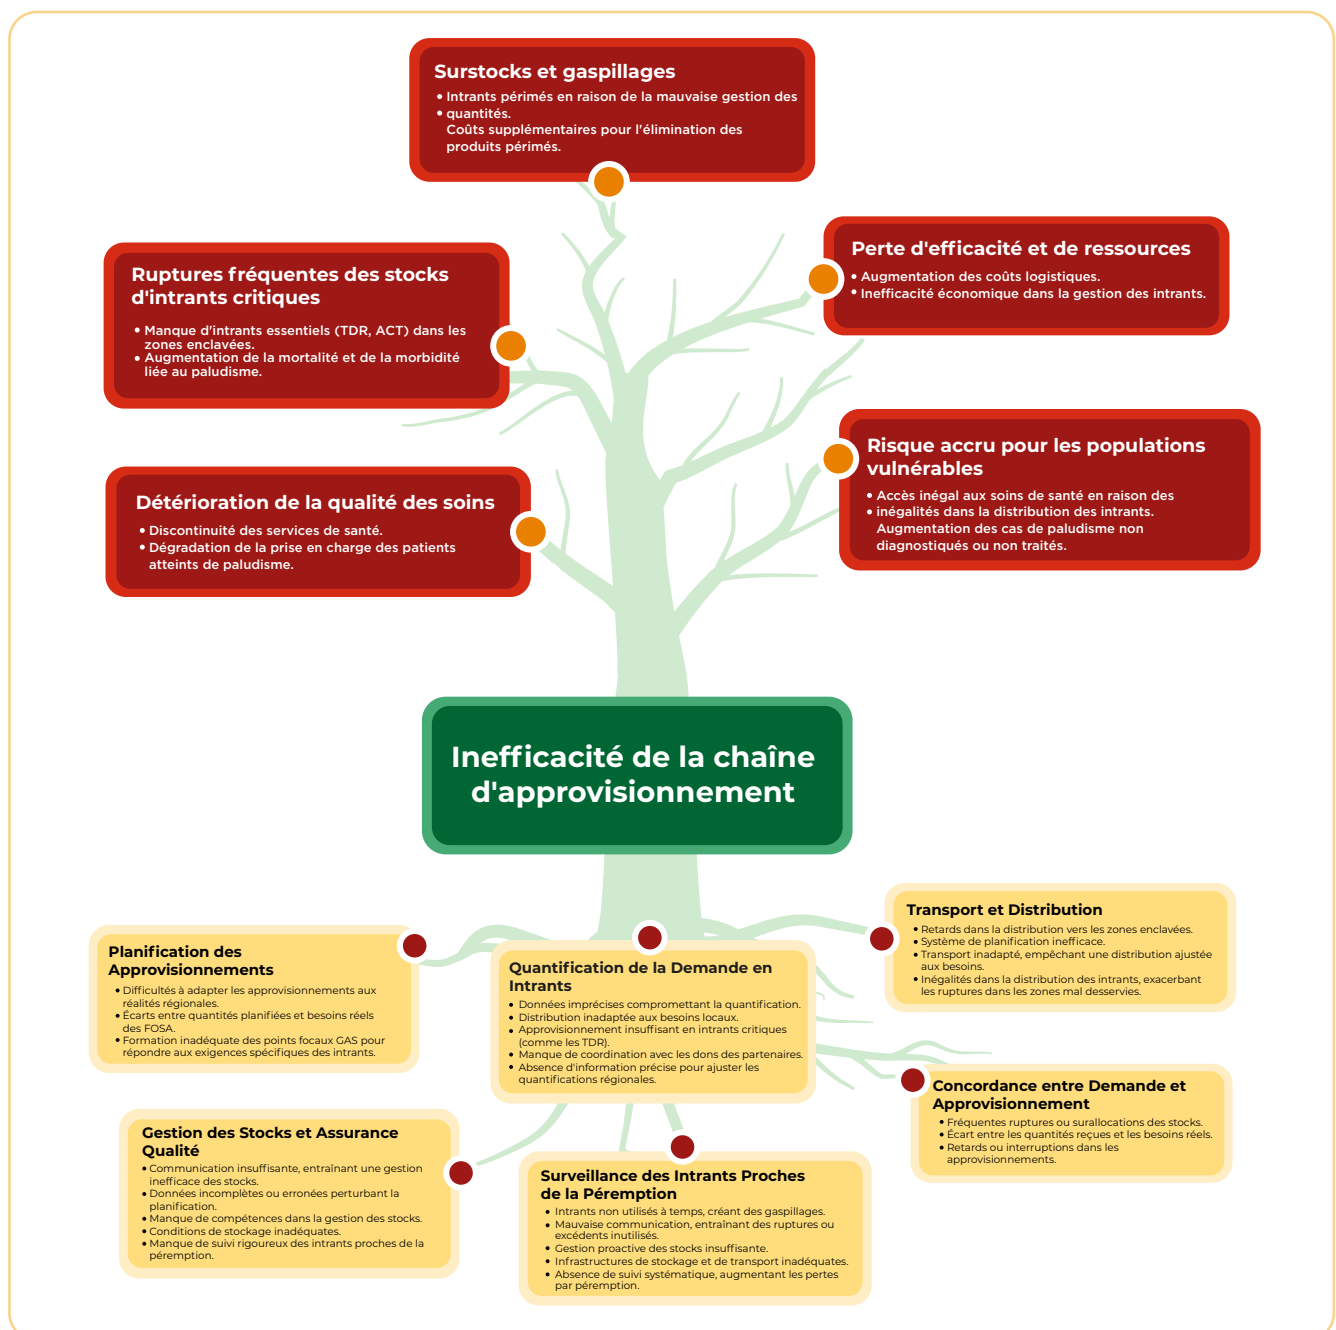 Surstocks et gaspillages
• Intrants périmés en raison de la mauvaise gestion des
• quantités.
Coûts supplémentaires pour l'élimination des
produits périmés.
Perte d'efficacité et de ressources
• Augmentation des coûts logistiques.
• Inefficacité économique dans la gestion des intrants.
Ruptures fréquentes des stocks
d'intrants critiques
• Manque d'intrants essentiels (TDR, ACT) dans les
zones enclavées.
• Augmentation de la mortalité et de la morbidité
liée au paludisme.
Risque accru pour les populations
vulnérables
• Accès inégal aux soins de santé en raison des
• inégalités dans la distribution des intrants.
Augmentation des cas de paludisme non
diagnostiqués ou non traités.
Détérioration de la qualité des soins
• Discontinuité des services de santé.
• Dégradation de la prise en charge des patients
atteints de paludisme.
Inefficacité de la chaîne
d'approvisionnement
Planification des
Approvisionnements
• Difficultés à adapter les approvisionnements aux
réalités régionales.
• Écarts entre quantités planifiées et besoins réels
des FOSA.
• Formation inadéquate des points focaux GAS pour
répondre aux exigences spécifiques des intrants.
Quantification de la Demande en
Intrants
• Données imprécises compromettant la quantification.
• Distribution inadaptée aux besoins locaux.
• Approvisionnement insuffisant en intrants critiques
(comme les TDR).
• Manque de coordination avec les dons des partenaires.
• Absence d'information précise pour ajuster les
quantifications régionales.
Transport et Distribution
• Retards dans la distribution vers les zones enclavées.
• Système de planification inefficace.
• Transport inadapté, empêchant une distribution ajustée
aux besoins.
• Inégalités dans la distribution des intrants, exacerbant
les ruptures dans les zones mal desservies.
Concordance entre Demande et
Approvisionnement
• Fréquentes ruptures ou surallocations des stocks.
• Écart entre les quantités reçues et les besoins réels.
• Retards ou interruptions dans les
approvisionnements.
Gestion des Stocks et Assurance
Qualité
• Communication insuffisante, entraînant une gestion
inefficace des stocks.
• Données incomplètes ou erronées perturbant la
planification.
• Manque de compétences dans la gestion des stocks.
• Conditions de stockage inadéquates.
• Manque de suivi rigoureux des intrants proches de la
péremption.
Surveillance des Intrants Proches
de la Péremption
• Intrants non utilisés à temps, créant des gaspillages.
• Mauvaise communication, entraînant des ruptures ou
excédents inutilisés.
• Gestion proactive des stocks insuffisante.
• Infrastructures de stockage et de transport inadéquates.
• Absence de suivi systématique, augmentant les pertes
par péremption.